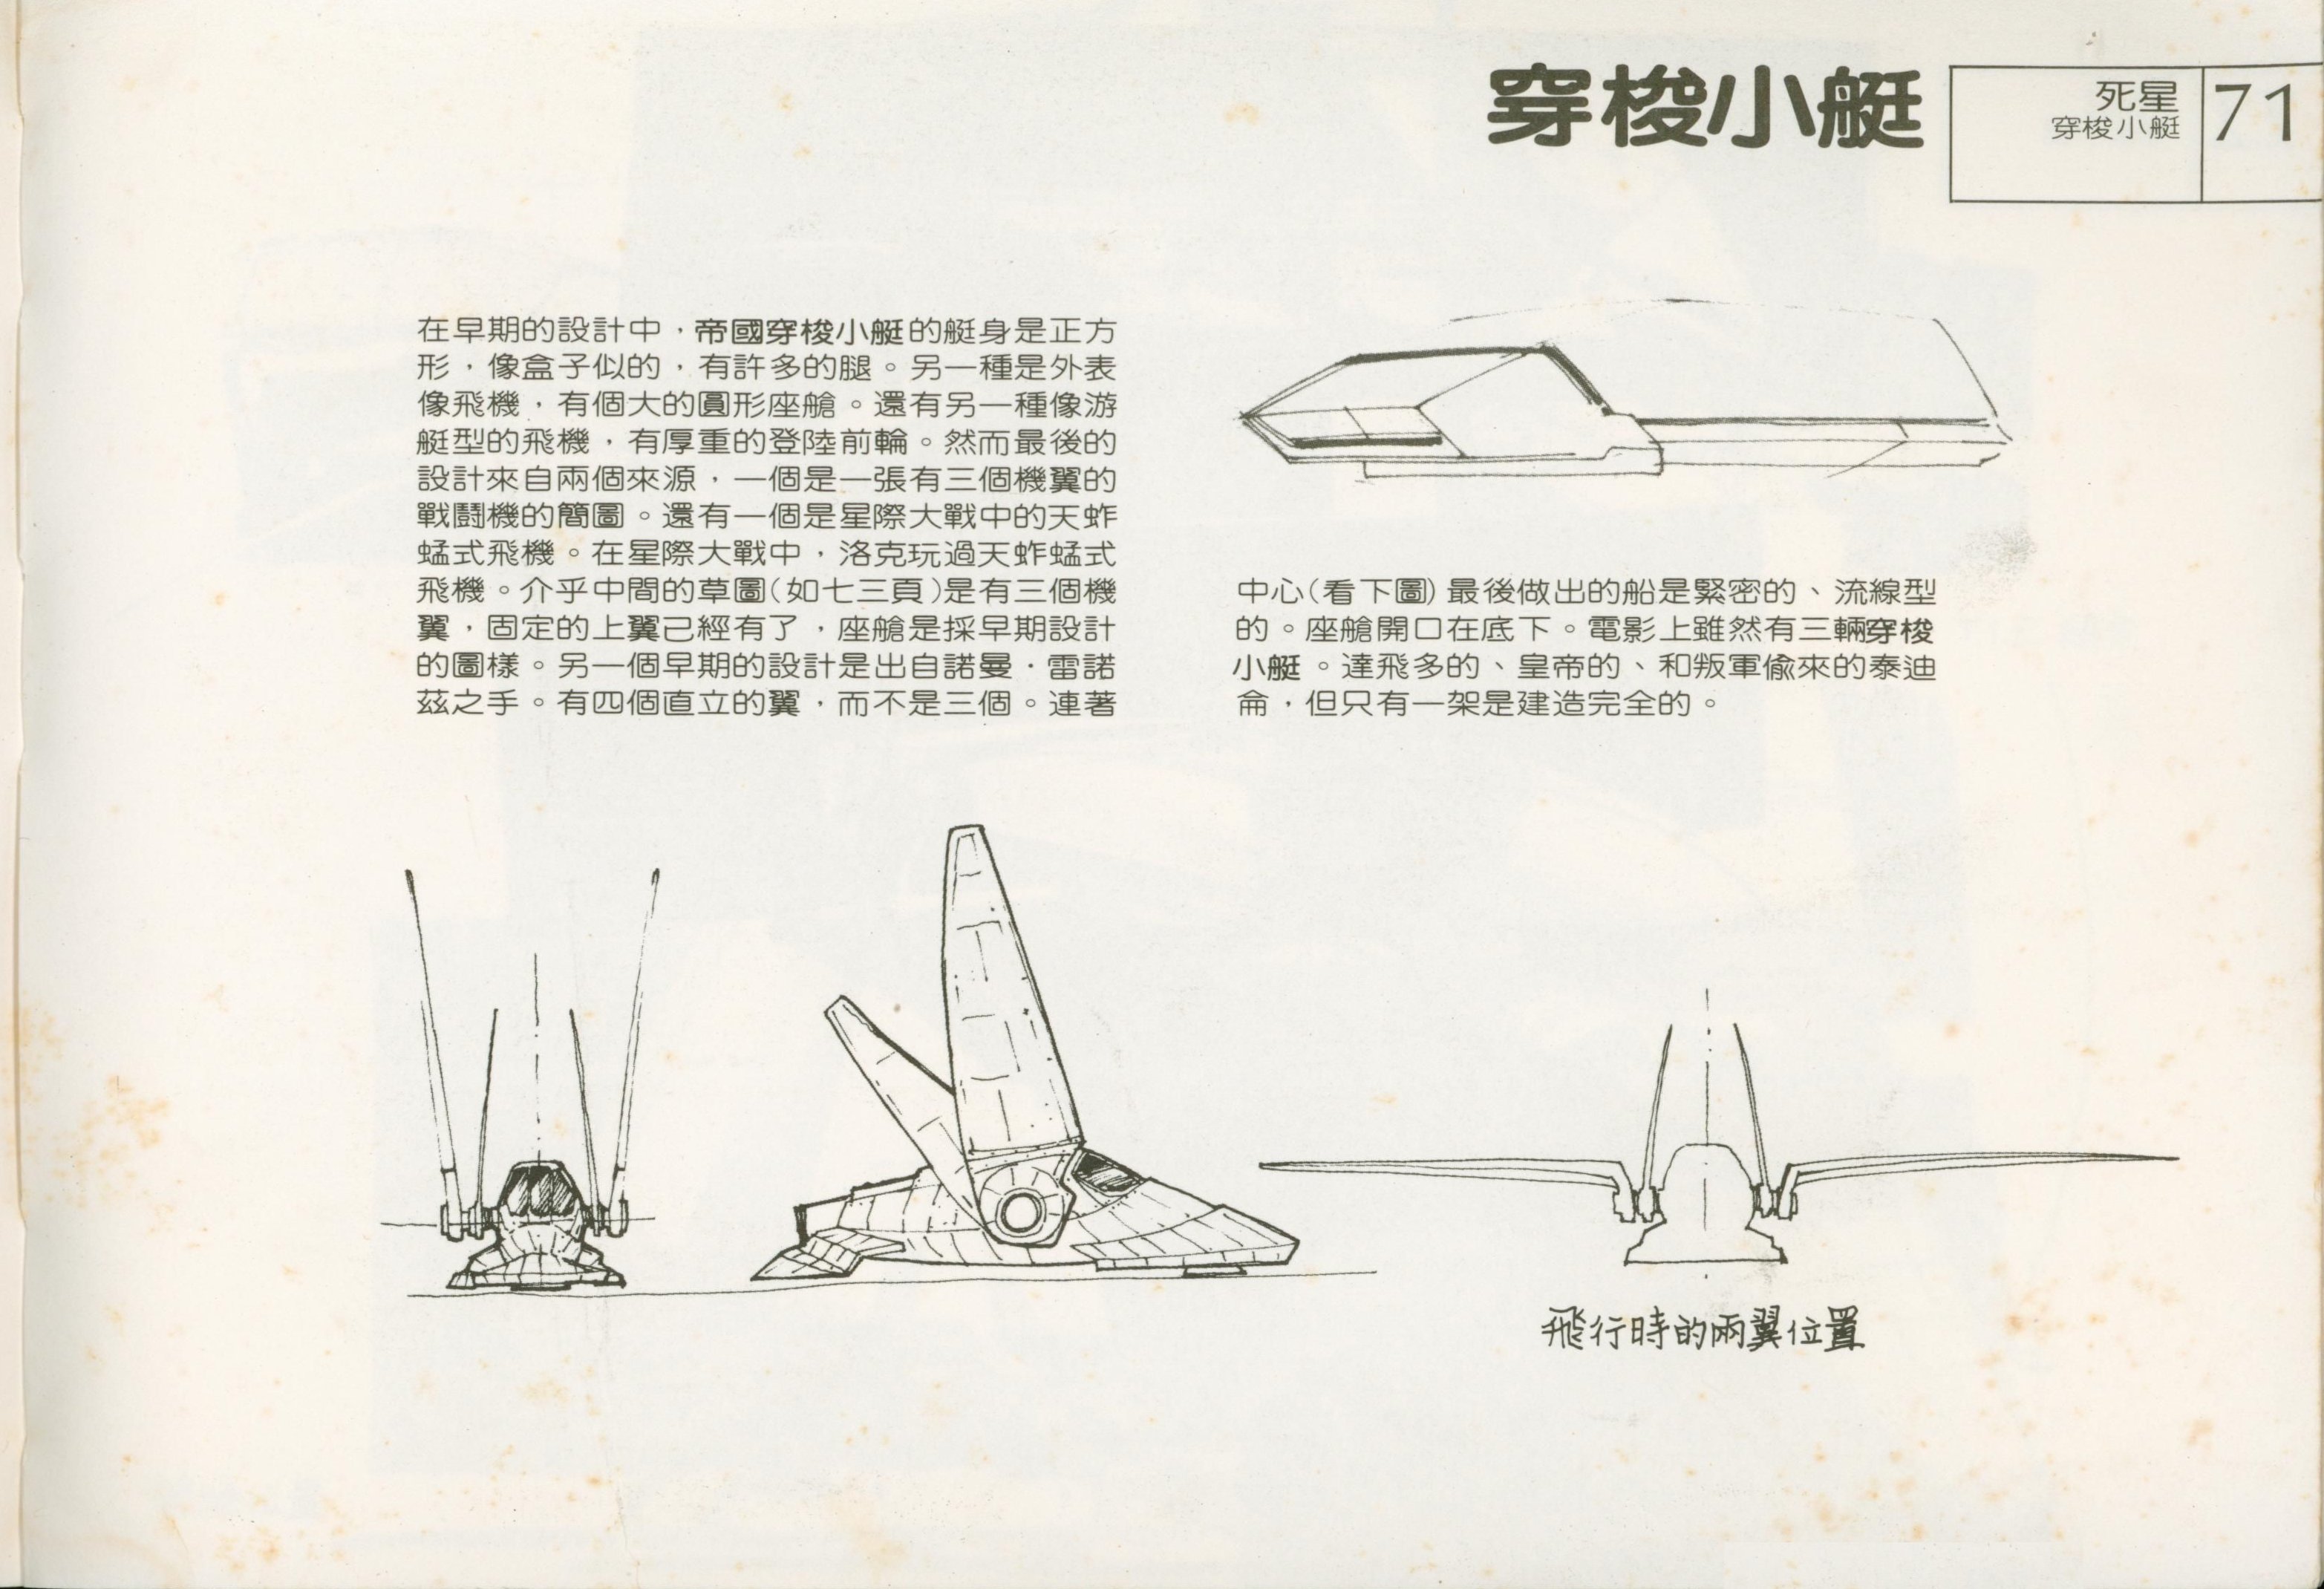 穿梭小艇
死星
穿梭小艇
71
在早期的設計中，帝國穿梭小艇的艇身是正方
形，像盒子似的，有許多的腿。另一種是外表
像飛機，有個大的圓形座艙。還有另一種像游
艇型的飛機，有厚重的登陸前輪。然而最後的
設計來自兩個來源，一個是一張有三個機翼的
戰鬪機的簡圖。還有一個是星際大戰中的天蚱
蜢式飛機。在星際大戰中，洛克玩過天蚱蜢式
飛機。介乎中間的草圖(如七三頁)是有三個機
翼，固定的上翼已經有了，座艙是採早期設計
的圖樣。另一個早期的設計是出自諾曼．雷諾
茲之手。有四個直立的翼，而不是三個。連著
中心(看下圖)最後做出的船是緊密的、流線型
的。座艙開口在底下。電影上雖然有三輛穿梭
小艇。達飛多的、皇帝的、和叛軍偷來的泰迪
侖，但只有一架是建造完全的。
飛行時的兩翼位置